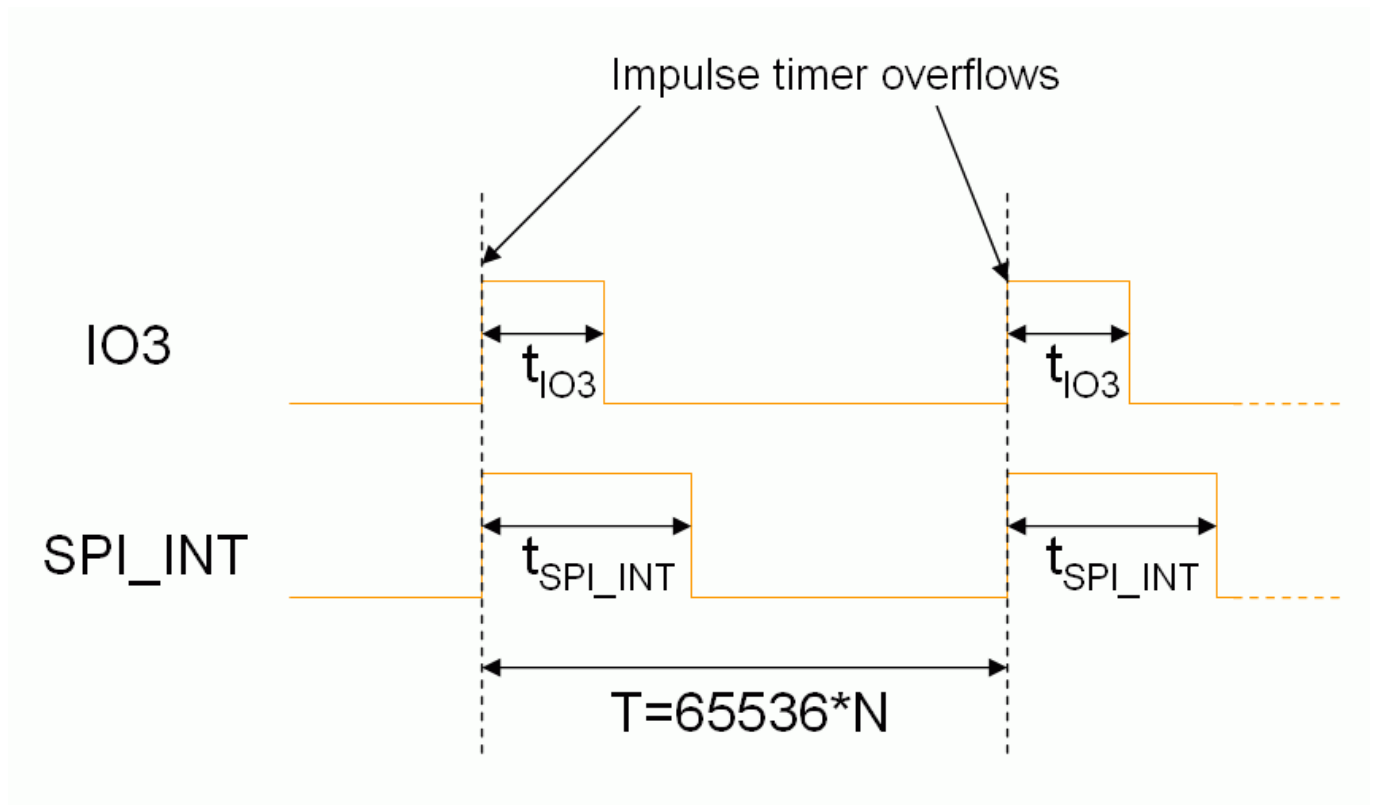 Impulse timer overflows
IO3
tIO3
tIO3
SPI_INT
tSPI_INT
tSPI_INT
T=65536*N